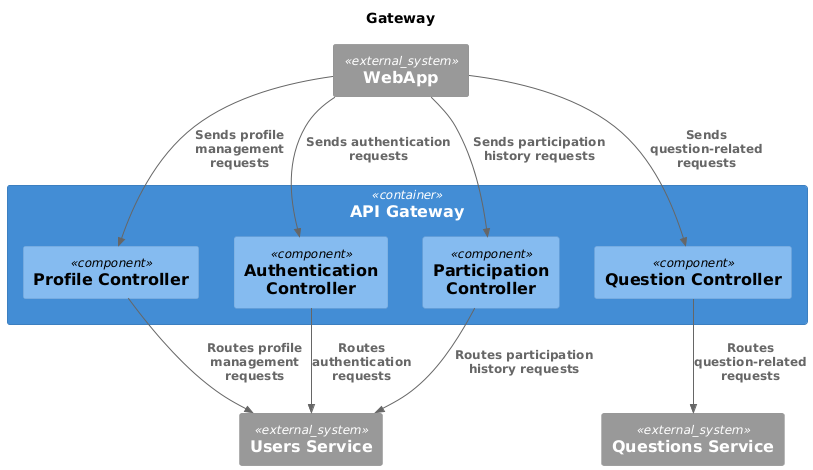 Gateway
«external_system»
WebApp
Sends profile
management
requests
Sends authentication
requests
Sends participation
history requests
Sends
question-related
requests
«container»
API Gateway
«component»
Profile Controller
«component»
Authentication
Controller
«component»
Participation
Controller
«component»
Question Controller
Routes profile
management
requests
Routes
authentication
requests
Routes participation
history requests
Routes
question-related
requests
«external_system»
Users Service
«external_system»
Questions Service